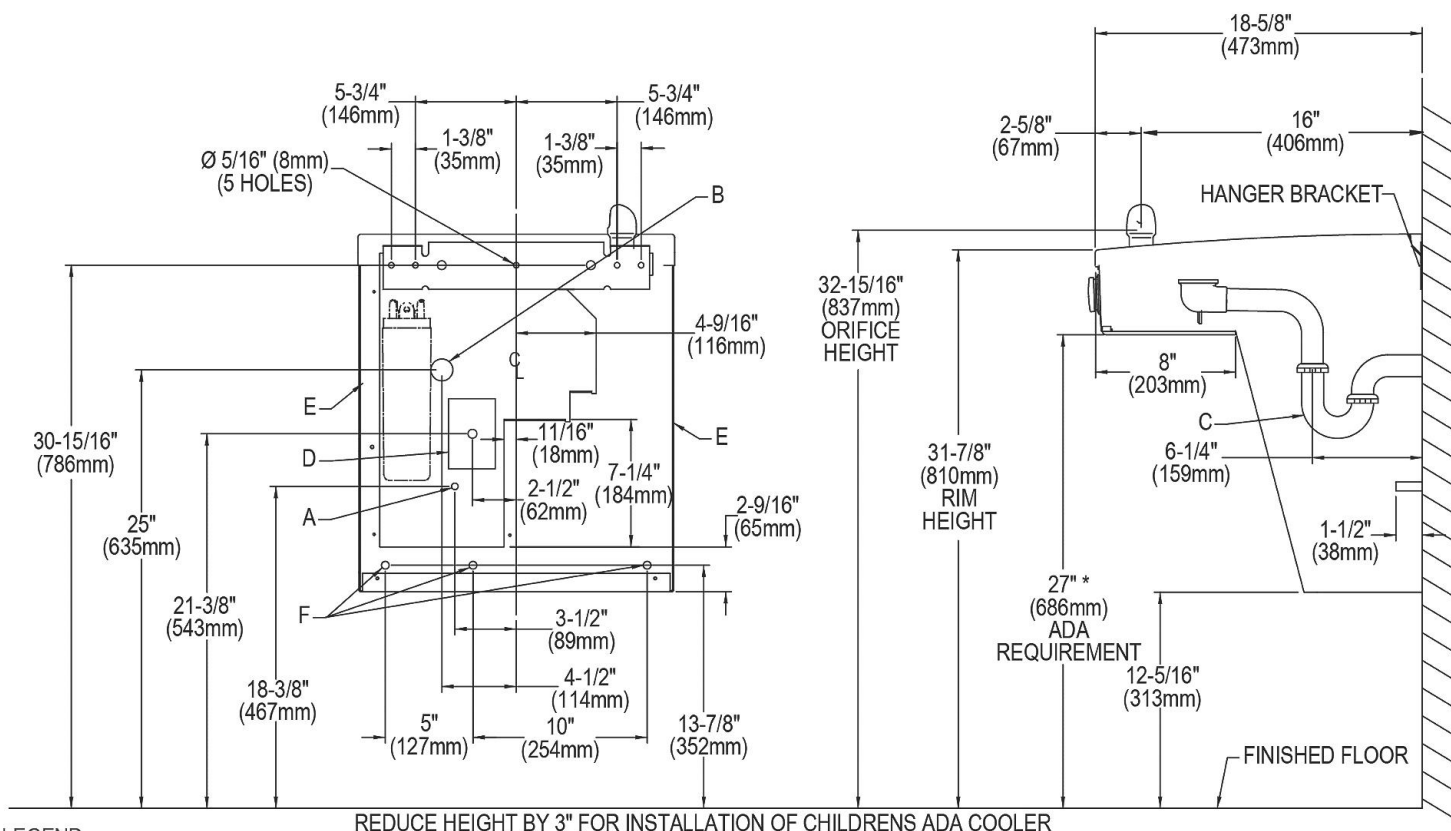 18-5/8"
(473mm)
5-3/4"
(146mm)
5-3/4"
(146mm)
1-3/8"
(35mm)
1-3/8"
(35mm)
2-5/8"
(67mm)
16"
(406mm)
Ø 5/16" (8mm)
(5 HOLES)
B
HANGER BRACKET
32-15/16"
(837mm)
ORIFICE
HEIGHT
4-9/16"
(116mm)
C
L
8"
(203mm)
E
E
30-15/16"
(786mm)
11/16"
(18mm)
D
7-1/4"
(184mm)
C
6-1/4"
(159mm)
31-7/8"
(810mm)
RIM
HEIGHT
2-1/2"
(62mm)
A
2-9/16"
(65mm)
25"
(635mm)
1-1/2"
(38mm)
27" *
(686mm)
ADA
REQUIREMENT
21-3/8"
(543mm)
F
3-1/2"
(89mm)
18-3/8"
(467mm)
4-1/2"
(114mm)
12-5/16"
(313mm)
5"
(127mm)
10"
(254mm)
13-7/8"
(352mm)
FINISHED FLOOR
LEGEND
REDUCE HEIGHT BY 3" FOR INSTALLATION OF CHILDRENS ADA COOLER